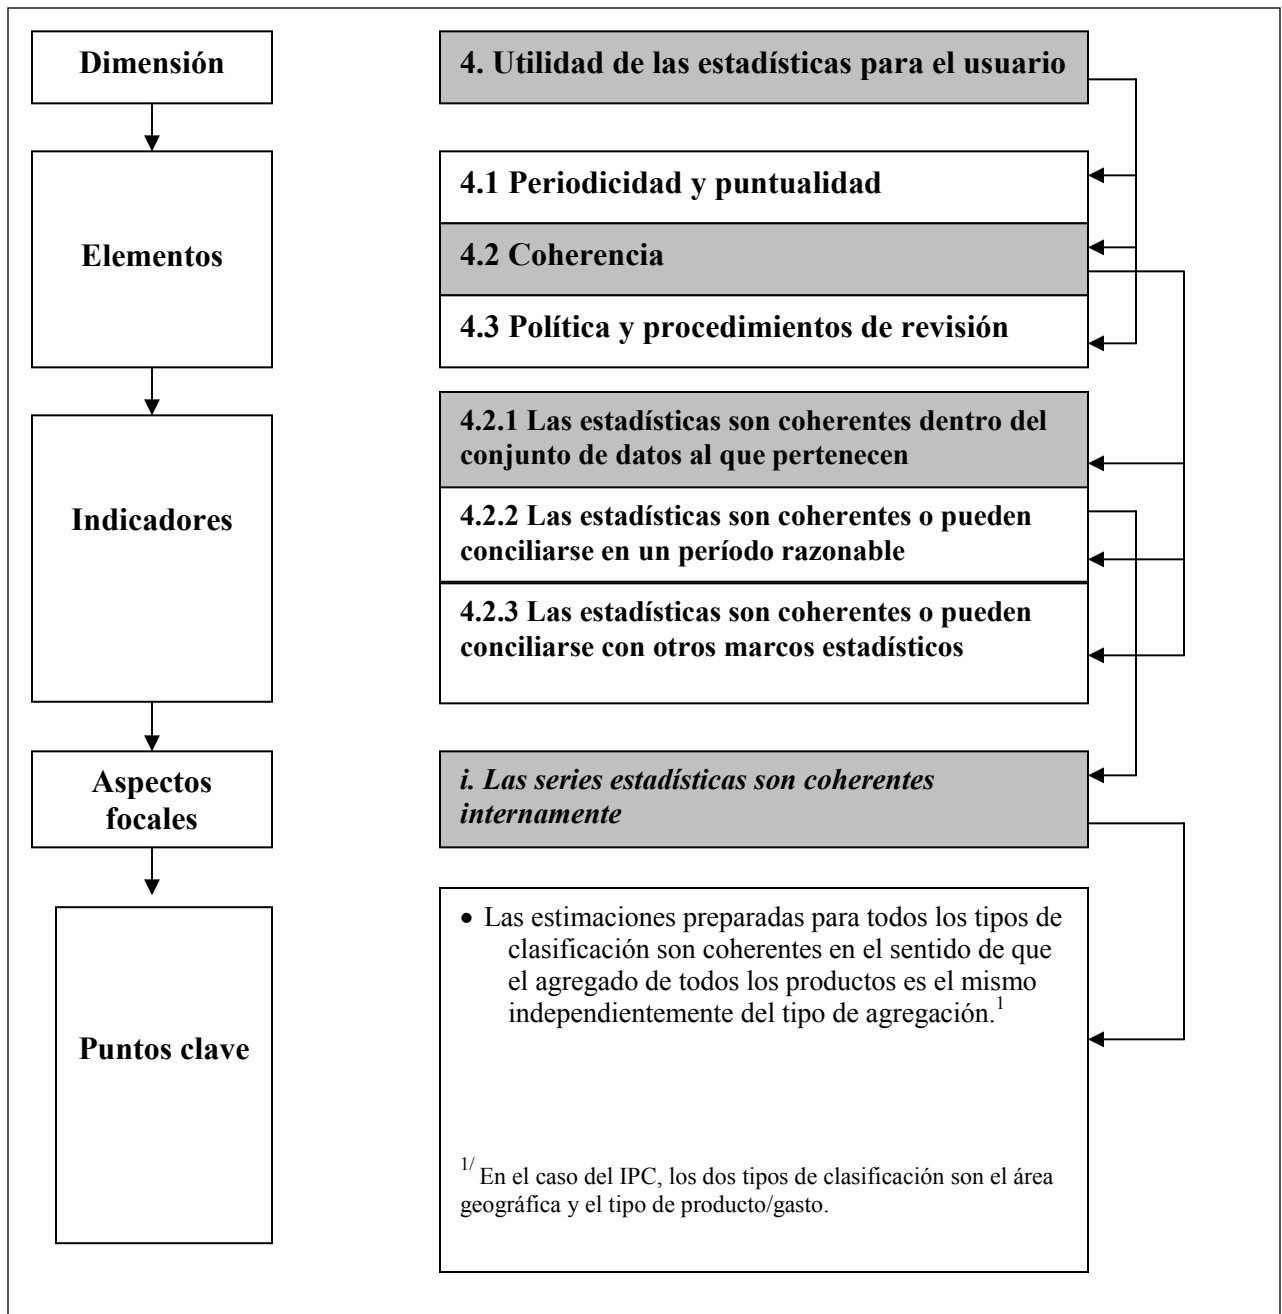 Dimensión
4. Utilidad de las estadísticas para el usuario
Elementos
4.1 Periodicidad y puntualidad
4.2 Coherencia
4.3 Política y procedimientos de revisión
Indicadores
4.2.1 Las estadísticas son coherentes dentro del
conjunto de datos al que pertenecen
4.2.2 Las estadísticas son coherentes o pueden
conciliarse en un período razonable
4.2.3 Las estadísticas son coherentes o pueden
conciliarse con otros marcos estadísticos
Aspectos
focales
i. Las series estadísticas son coherentes
internamente
Puntos clave
• Las estimaciones preparadas para todos los tipos de
clasificación son coherentes en el sentido de que
el agregado de todos los productos es el mismo
independientemente del tipo de agregación.1
1/ En el caso del IPC, los dos tipos de clasificación son el área
geográfica y el tipo de producto/gasto.